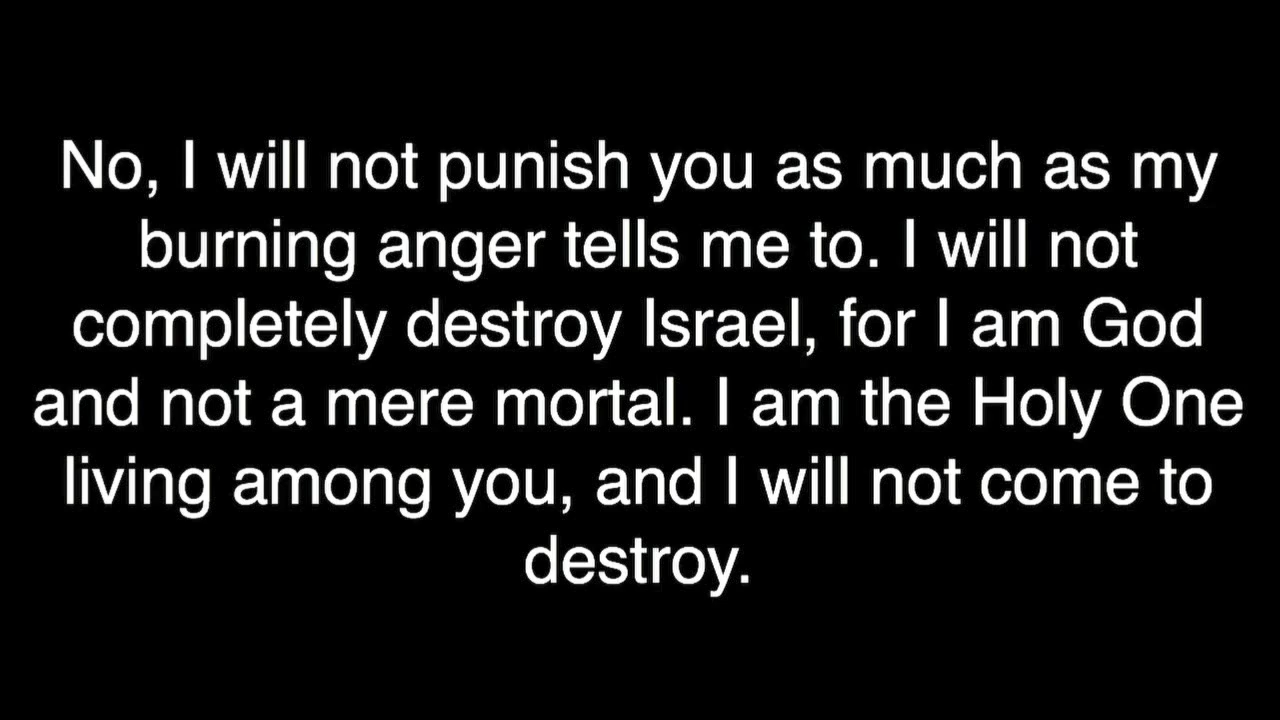 No, I will not punish you as much as my
burning anger tells me to. I will not
completely destroy Israel, for I am God
and not a mere mortal. I am the Holy One
living among you, and I will not come to
destroy.